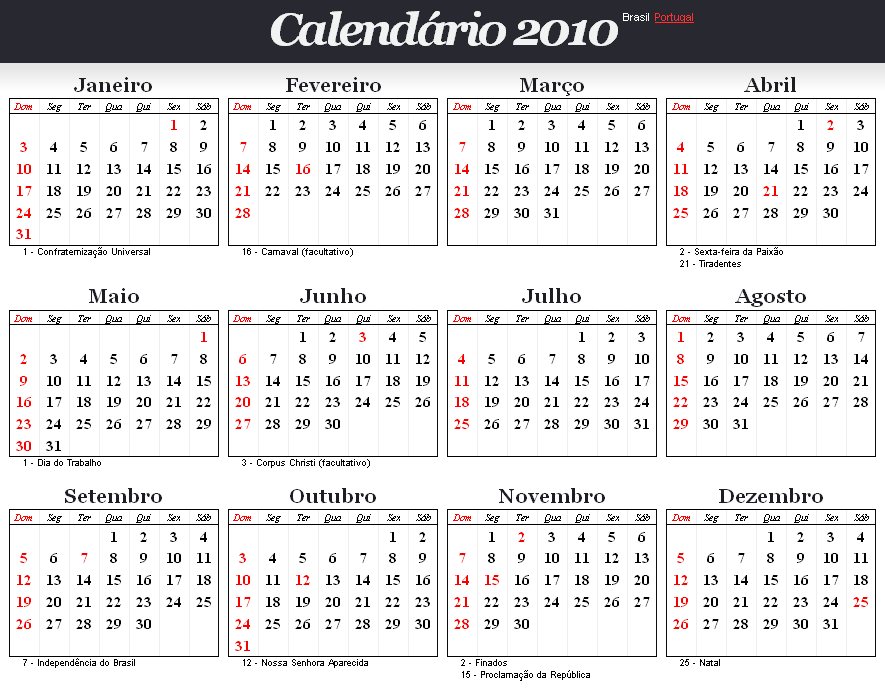 Calendário 2010 Brasil Portugal
Janeiro Fevereiro Março Abril
Dom Seg Ter Qua Qui Sex Sáb Dom Seg Ter Qua Qui Sex Sáb Dom Seg Ter Qua Qui Sex Sáb Dom Seg Ter Qua Qui Sex Sáb
1 2 1 2 3 4 5 6 1 2 3 4 5 6 1 2 3
3 4 5 6 7 8 9 7 8 9 10 11 12 13 7 8 9 10 11 12 13 4 5 6 7 8 9 10
10 11 12 13 14 15 16 14 15 16 17 18 19 20 14 15 16 17 18 19 20 11 12 13 14 15 16 17
17 18 19 20 21 22 23 21 22 23 24 25 26 27 21 22 23 24 25 26 27 18 19 20 21 22 23 24
24 25 26 27 28 29 30 28 28 29 30 31 25 26 27 28 29 30
31
1 - Confraternização Universal 16 - Carnaval (facultativo) 2 - Sexta-feira da Paixão
21 - Tiradentes
Maio Junho Julho Agosto
Dom Seg Ter Qua Qui Sex Sáb Dom Seg Ter Qua Qui Sex Sáb Dom Seg Ter Qua Qui Sex Sáb Dom Seg Ter Qua Qui Sex Sáb
1 1 2 3 4 5 1 2 3 1 2 3 4 5 6 7
2 3 4 5 6 7 8 6 7 8 9 10 11 12 4 5 6 7 8 9 10 8 9 10 11 12 13 14
9 10 11 12 13 14 15 13 14 15 16 17 18 19 11 12 13 14 15 16 17 15 16 17 18 19 20 21
16 17 18 19 20 21 22 20 21 22 23 24 25 26 18 19 20 21 22 23 24 22 23 24 25 26 27 28
23 24 25 26 27 28 29 27 28 29 30 25 26 27 28 29 30 31 29 30 31
30 31
1 - Dia do Trabalho 3 - Corpus Christi (facultativo)
Setembro Outubro Novembro Dezembro
Dom Seg Ter Qua Qui Sex Sáb Dom Seg Ter Qua Qui Sex Sáb Dom Seg Ter Qua Qui Sex Sáb Dom Seg Ter Qua Qui Sex Sáb
1 2 3 4 1 2 1 2 3 4 5 6 1 2 3 4
5 6 7 8 9 10 11 3 4 5 6 7 8 9 7 8 9 10 11 12 13 5 6 7 8 9 10 11
12 13 14 15 16 17 18 10 11 12 13 14 15 16 14 15 16 17 18 19 20 12 13 14 15 16 17 18
19 20 21 22 23 24 25 17 18 19 20 21 22 23 21 22 23 24 25 26 27 19 20 21 22 23 24 25
26 27 28 29 30 24 25 26 27 28 29 30 28 29 30 26 27 28 29 30 31
31
7 - Independência do Brasil 12 - Nossa Senhora Aparecida 2 - Finados 25 - Natal
15 - Proclamação da República